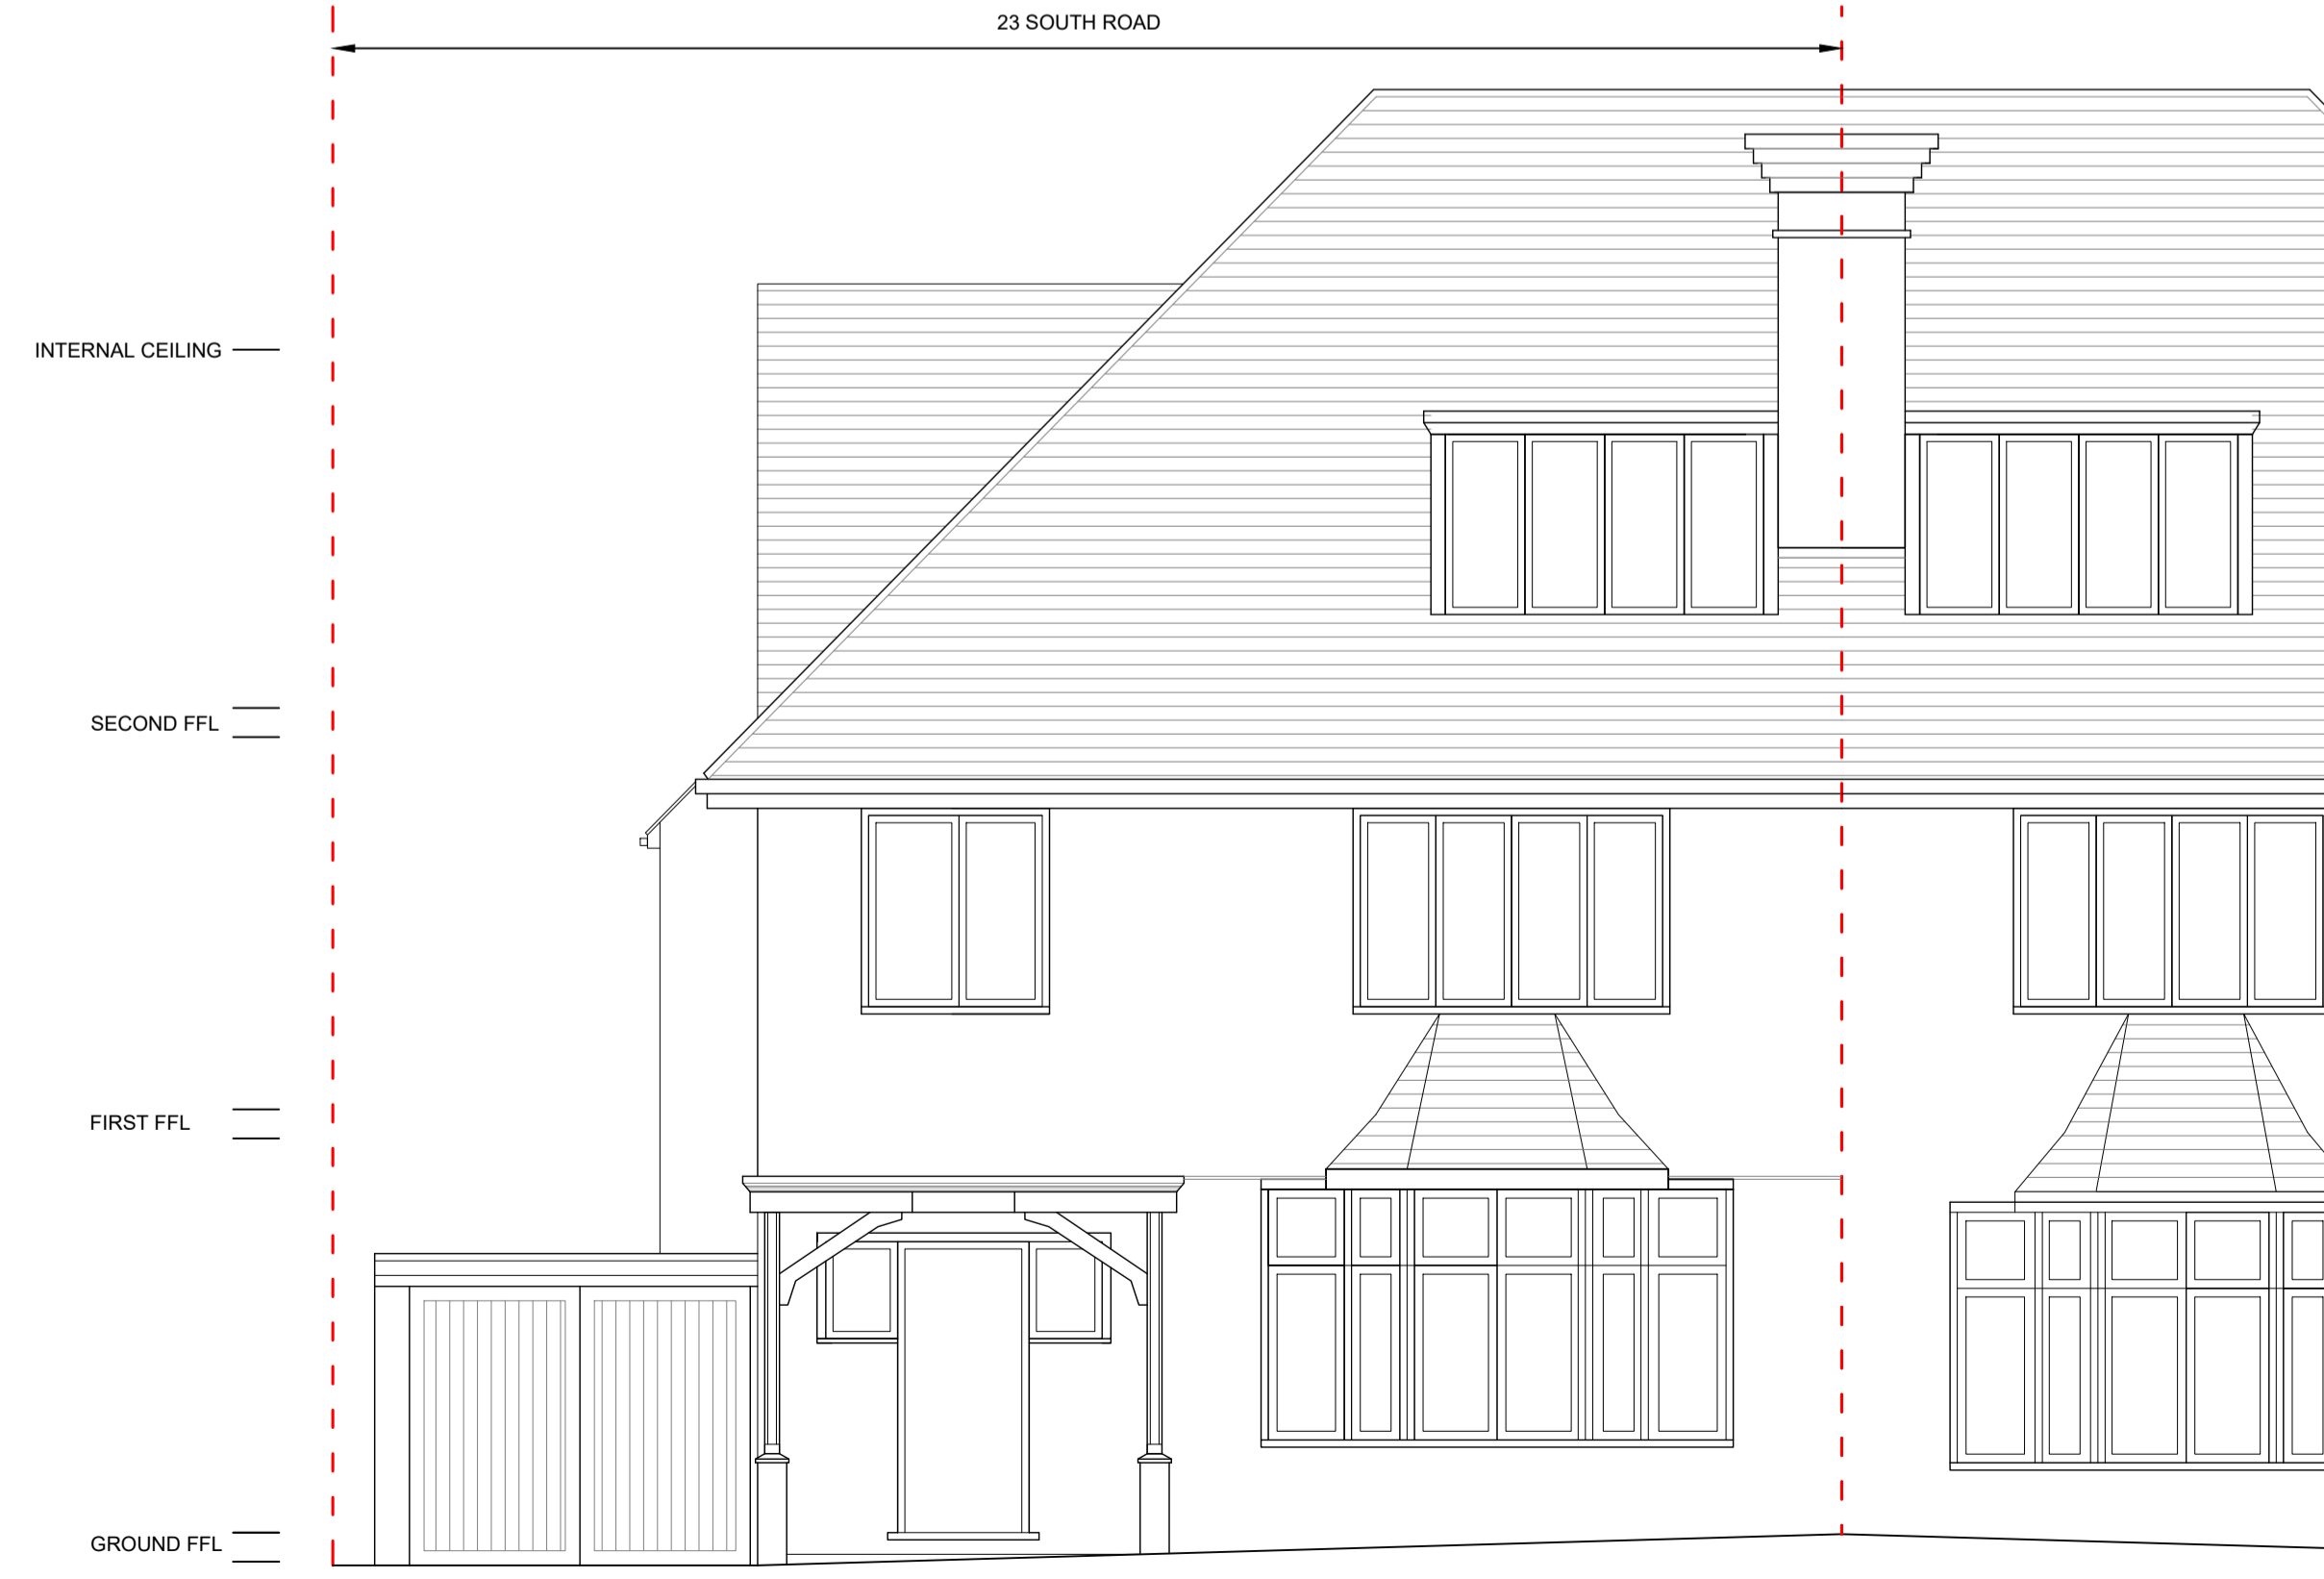 23 SOUTH ROAD
INTERNAL CEILING
SECOND FFL
FIRST FFL
GROUND FFL